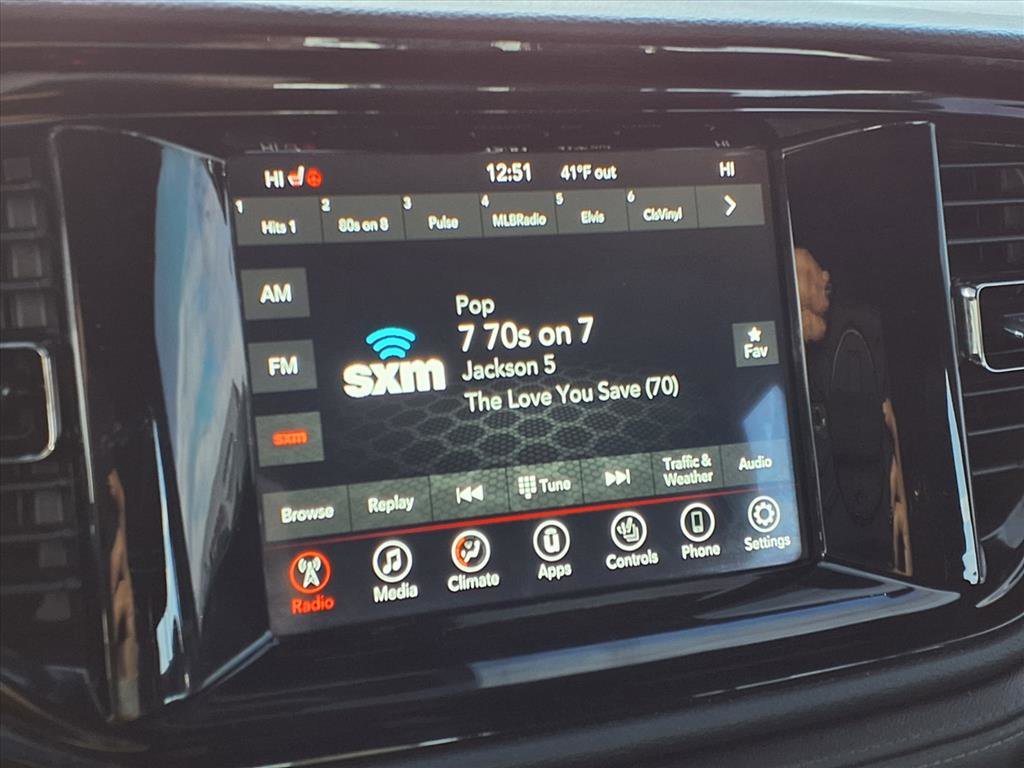 HI 12:51 41°F out HI
1 Hits 1 2 80s on 8 3 Pulse 4 MLBRadio 5 Elvis 6 ClsVinyl
AM
FM
sxm
sxm
Pop
7 70s on 7
Jackson 5
The Love You Save (70)
Fav
Browse Replay Tune Traffic & Weather Audio
Radio Media Climate Apps Controls Phone Settings